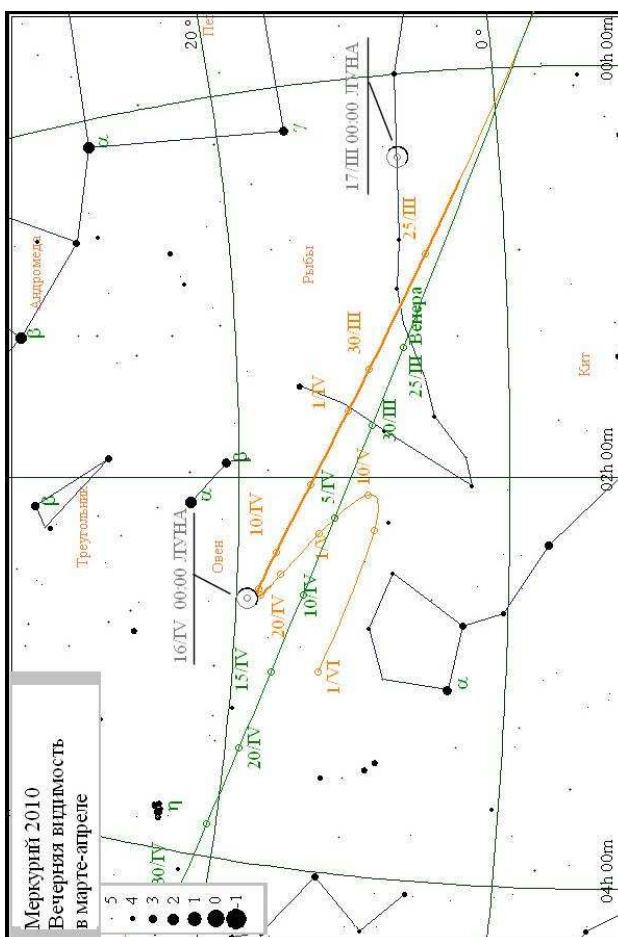 Меркурий 2010
Вечерняя видимость
в марте-апреле
5
4
3
2
1
0
-1
30/IV
η
20/IV
15/IV
10/IV
5/IV
30/III
25/III Венера
16/IV 00:00 ЛУНА
20/IV
10/IV
1/IV
30/III
25/III
1/V
10/V
1/VI
17/III 00:00 ЛУНА
Треугольник
β
Овен
α
β
Андромеда
β
α
γ
Рыбы
Кит
α
20 °
0 °
00h 00m
02h 00m
04h 00m